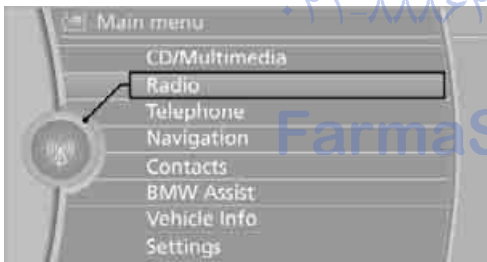 Main menu
CD/Multimedia
Radio
Telephone
Navigation
Contacts
BMW Assist
Vehicle Info
Settings
FarmaS